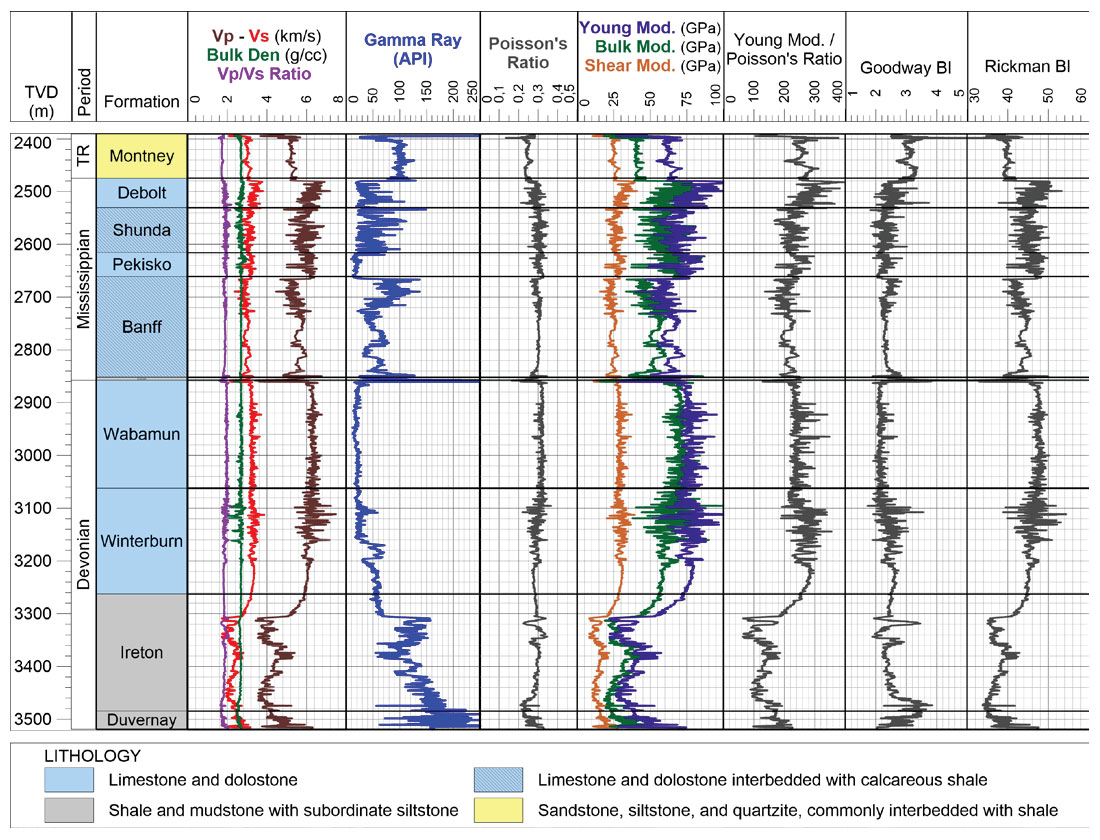 TVD
(m)
Period
Formation
Vp - Vs (km/s)
Bulk Den (g/cc)
Vp/Vs Ratio
0 2 4 6 8
Gamma Ray
(API)
0 50 100 150 200 250
Poisson's
Ratio
0 0,1 0,2 0,3 0,4 0,5
Young Mod. (GPa)
Bulk Mod. (GPa)
Shear Mod. (GPa)
0 25 50 75 100
Young Mod. /
Poisson's Ratio
0 100 200 300 400
Goodway BI
1 2 3 4 5
Rickman BI
30 40 50 60
2400
2500
2600
2700
2800
2900
3000
3100
3200
3300
3400
3500
TR
Mississippian
Devonian
Montney
Debolt
Shunda
Pekisko
Banff
Wabamun
Winterburn
Ireton
Duvernay
LITHOLOGY
Limestone and dolostone
Limestone and dolostone interbedded with calcareous shale
Shale and mudstone with subordinate siltstone
Sandstone, siltstone, and quartzite, commonly interbedded with shale